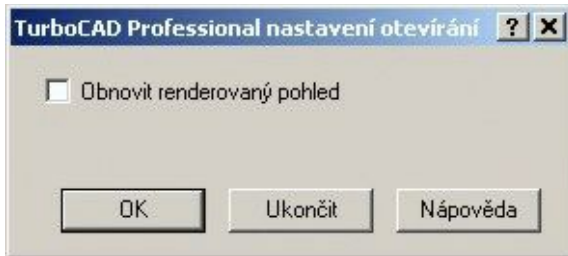 TurboCAD Professional nastavení otevírání
Obnovit renderovaný pohled
OK Ukončit Nápověda